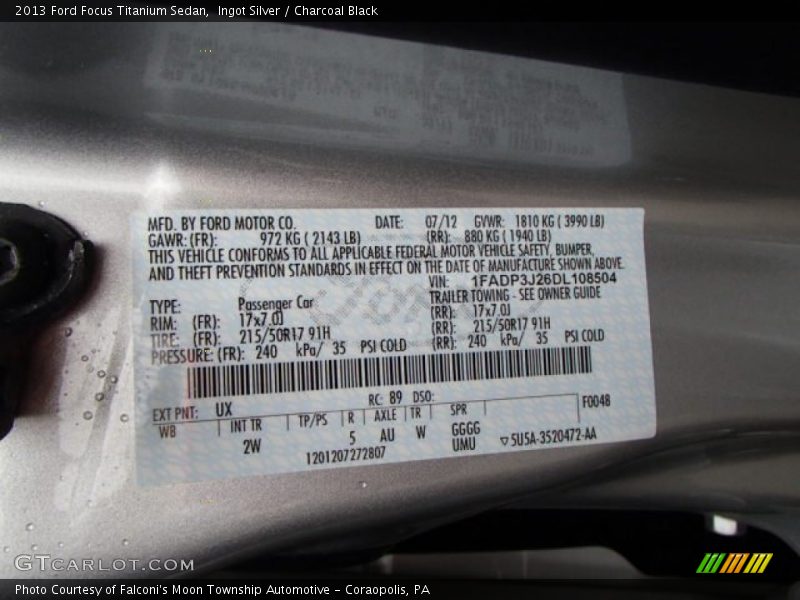 2013 Ford Focus Titanium Sedan, Ingot Silver / Charcoal Black
MFD. BY FORD MOTOR CO. DATE: 07/12 GVWR: 1810 KG ( 3990 LB)
GAWR: (FR): 972 KG ( 2143 LB) (RR): 880 KG ( 1940 LB)
THIS VEHICLE CONFORMS TO ALL APPLICABLE FEDERAL MOTOR VEHICLE SAFETY, BUMPER,
AND THEFT PREVENTION STANDARDS IN EFFECT ON THE DATE OF MANUFACTURE SHOWN ABOVE.
VIN: 1FADP3J26DL108504
TYPE: Passenger Car TRAILER TOWING - SEE OWNER GUIDE
RIM: (FR): 17x7.0J (RR): 17x7.0J
TIRE: (FR): 215/50R17 91H (RR): 215/50R17 91H
PRESSURE: (FR): 240 kPa/ 35 PSI COLD (RR): 240 kPa/ 35 PSI COLD
EXT PNT: UX RC: 89 DSO: F0048
WB INT TR TP/PS R AXLE TR SPR
2W 5 AU W GGGG
UMU
1201207272807 ▽5U5A-3520472-AA
GTCARLOT.COM
Photo Courtesy of Falconi's Moon Township Automotive - Coraopolis, PA